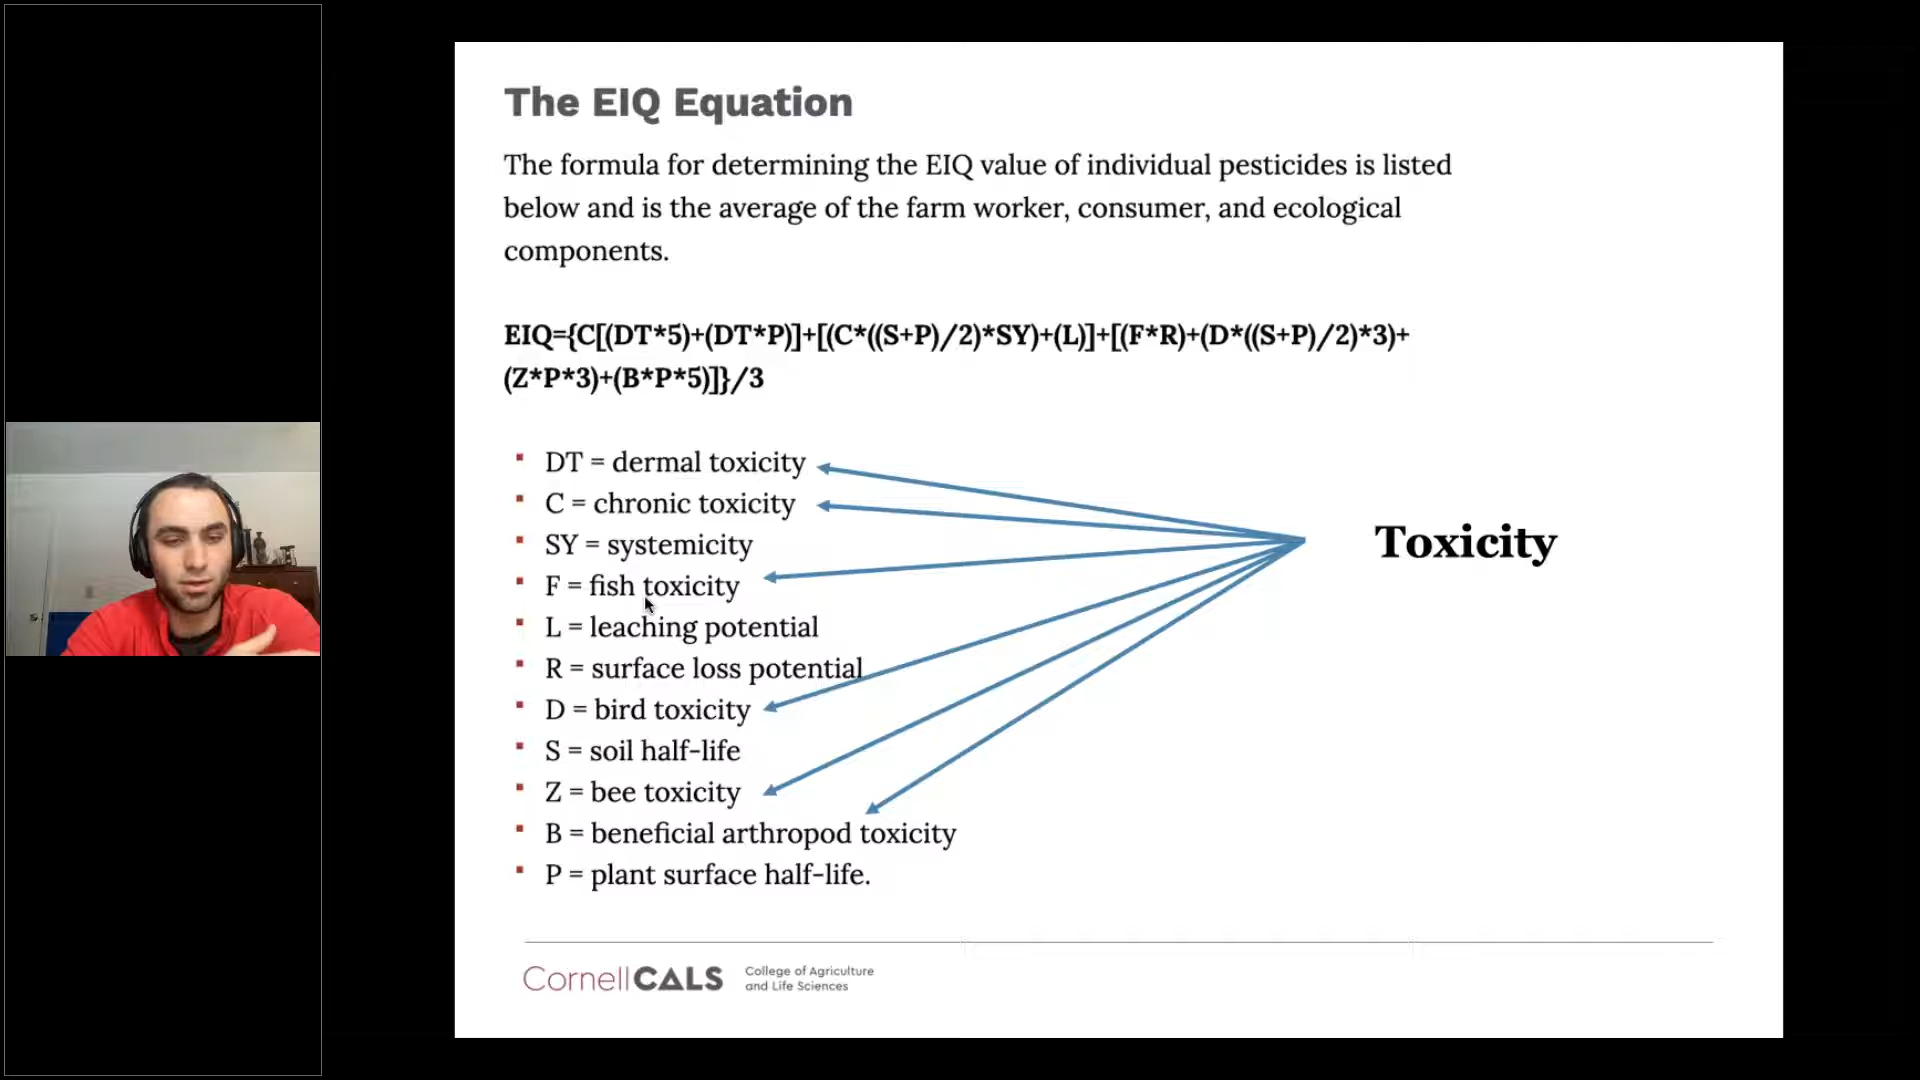 The EIQ Equation
The formula for determining the EIQ value of individual pesticides is listed
below and is the average of the farm worker, consumer, and ecological
components.
EIQ={C[(DT*5)+(DT*P)]+[(C*((S+P)/2)*SY)+(L)]+[(F*R)+(D*((S+P)/2)*3)+
(Z*P*3)+(B*P*5)]}/3
▪ DT = dermal toxicity
▪ C = chronic toxicity
▪ SY = systemicity
▪ F = fish toxicity
▪ L = leaching potential
▪ R = surface loss potential
▪ D = bird toxicity
▪ S = soil half-life
▪ Z = bee toxicity
▪ B = beneficial arthropod toxicity
▪ P = plant surface half-life.
Toxicity
CornellCALS
College of Agriculture
and Life Sciences